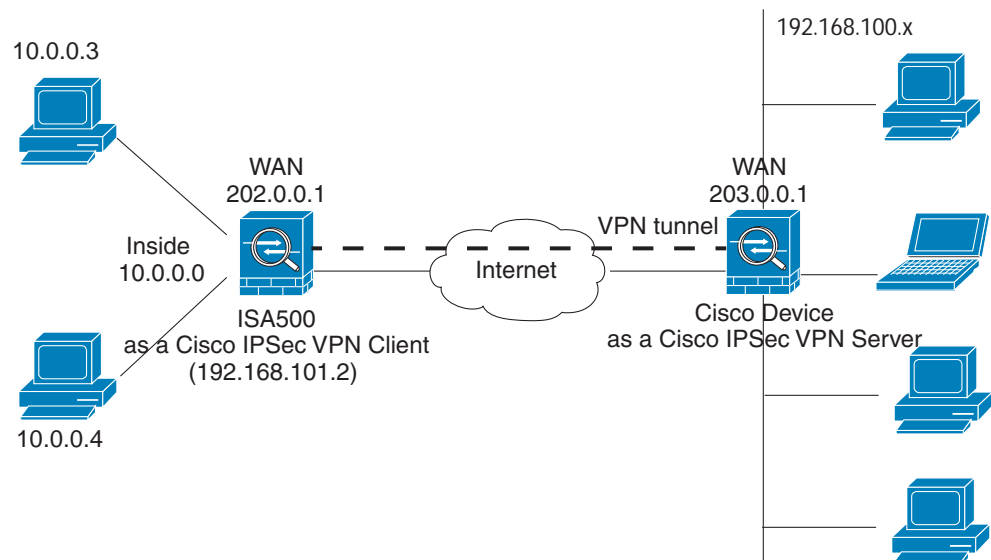 192.168.100.x
10.0.0.3
WAN
202.0.0.1
WAN
203.0.0.1
VPN tunnel
Inside
10.0.0.0
Internet
ISA500
as a Cisco IPSec VPN Client
(192.168.101.2)
Cisco Device
as a Cisco IPSec VPN Server
10.0.0.4